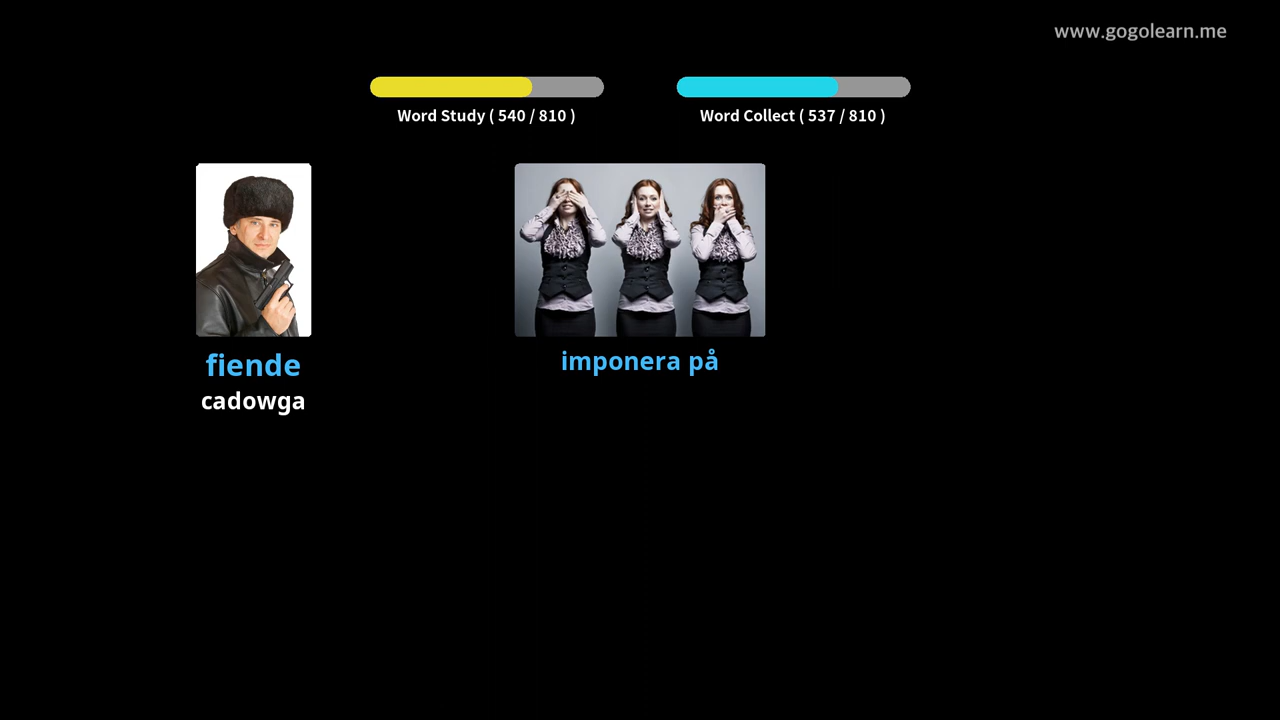 www.gogolearn.me
Word Study ( 540 / 810 )
Word Collect ( 537 / 810 )
fiende
cadowga
imponera på